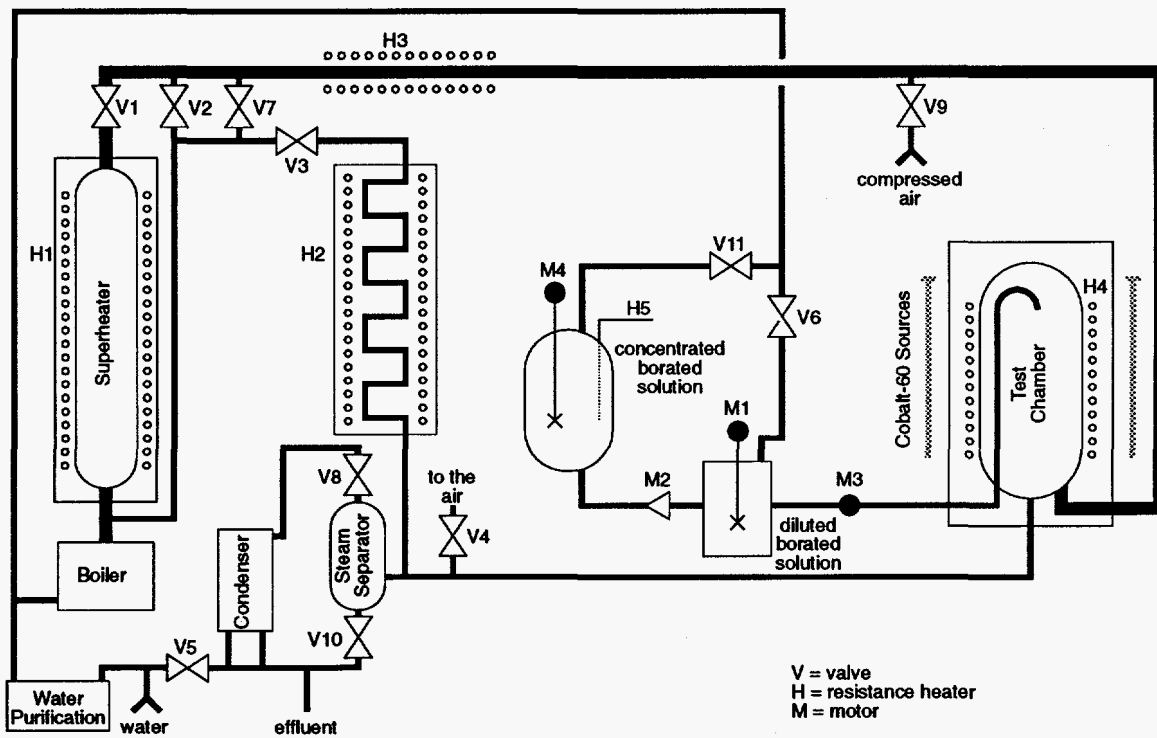 H3
V1
V2
V7
V9
V3
compressed
air
H1
Superheater
H2
M4
V11
H5
V6
H4
concentrated
borated
solution
Cobalt-60 Sources
Test
Chamber
M1
V8
to the
air
M2
M3
V4
diluted
borated
solution
Boiler
Condenser
Steam
Separator
V10
V5
Water
Purification
water
effluent
V = valve
H = resistance heater
M = motor